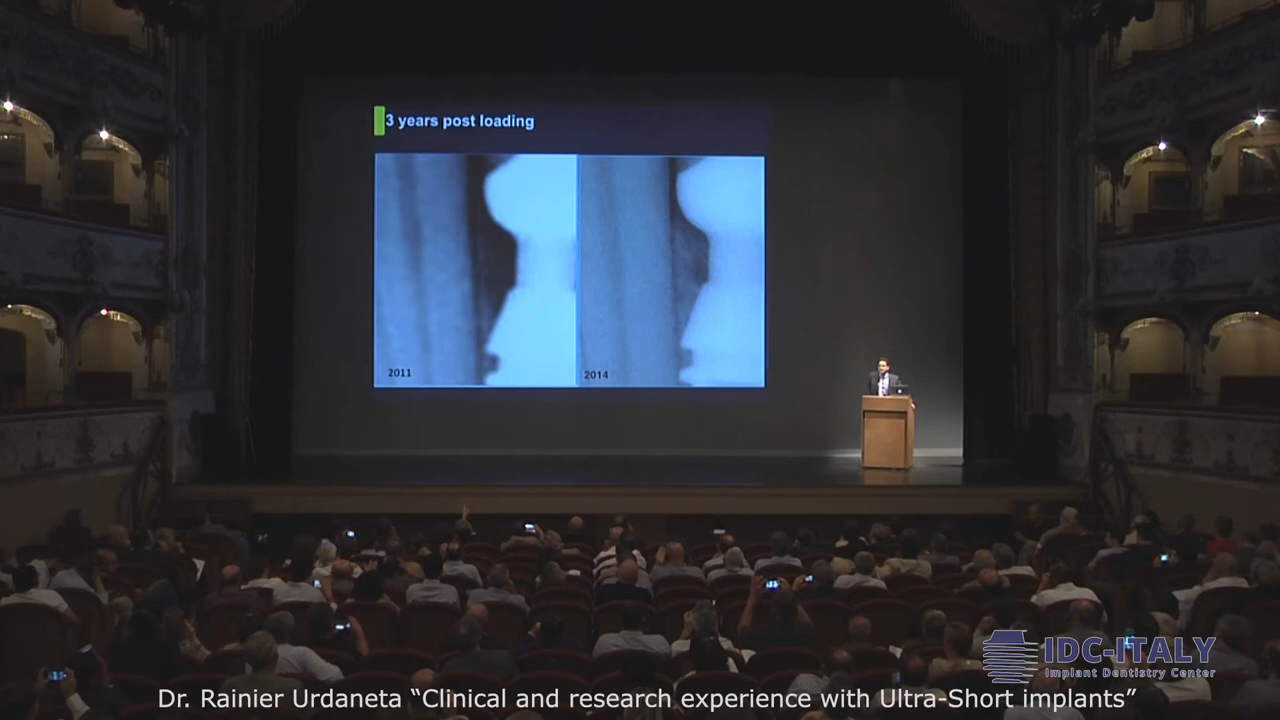 3 years post loading
2011
2014
IDC-ITALY
Implant Dentistry Center
Dr. Rainier Urdaneta “Clinical and research experience with Ultra-Short implants”